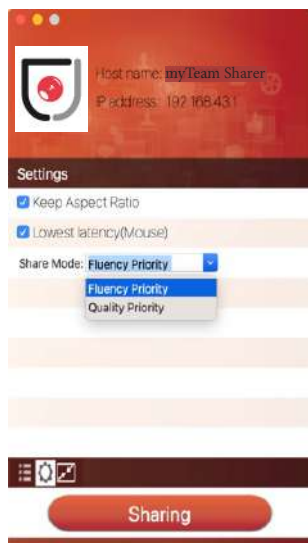 Host name: myTeam Sharer
IP address: 192.168.43.1
Settings
Keep Aspect Ratio
Lowest latency(Mouse)
Share Mode: Fluency Priority
Fluency Priority
Quality Priority
Sharing